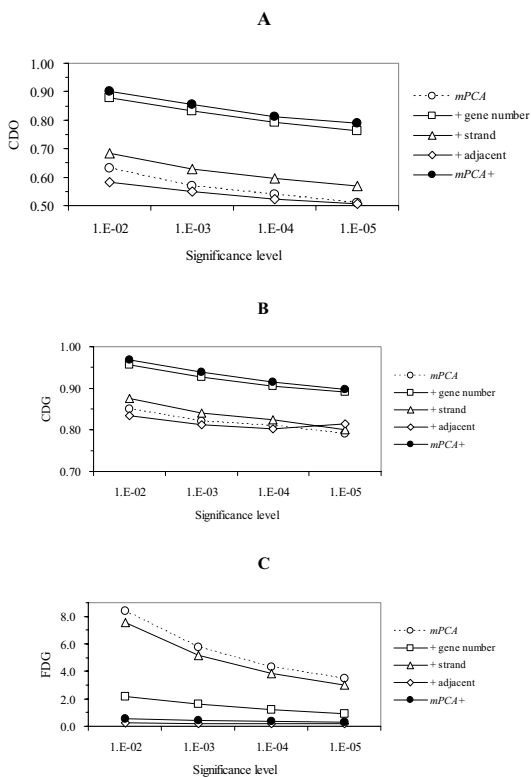 A
1.00
0.90
0.80
0.70
0.60
0.50
CDO
1.E-02 1.E-03 1.E-04 1.E-05
Significance level
mPCA
+ gene number
+ strand
+ adjacent
mPCA+
B
1.00
0.90
0.80
0.70
CDG
1.E-02 1.E-03 1.E-04 1.E-05
Significance level
mPCA
+ gene number
+ strand
+ adjacent
mPCA+
C
8.0
6.0
4.0
2.0
0.0
FDG
1.E-02 1.E-03 1.E-04 1.E-05
Significance level
mPCA
+ gene number
+ strand
+ adjacent
mPCA+